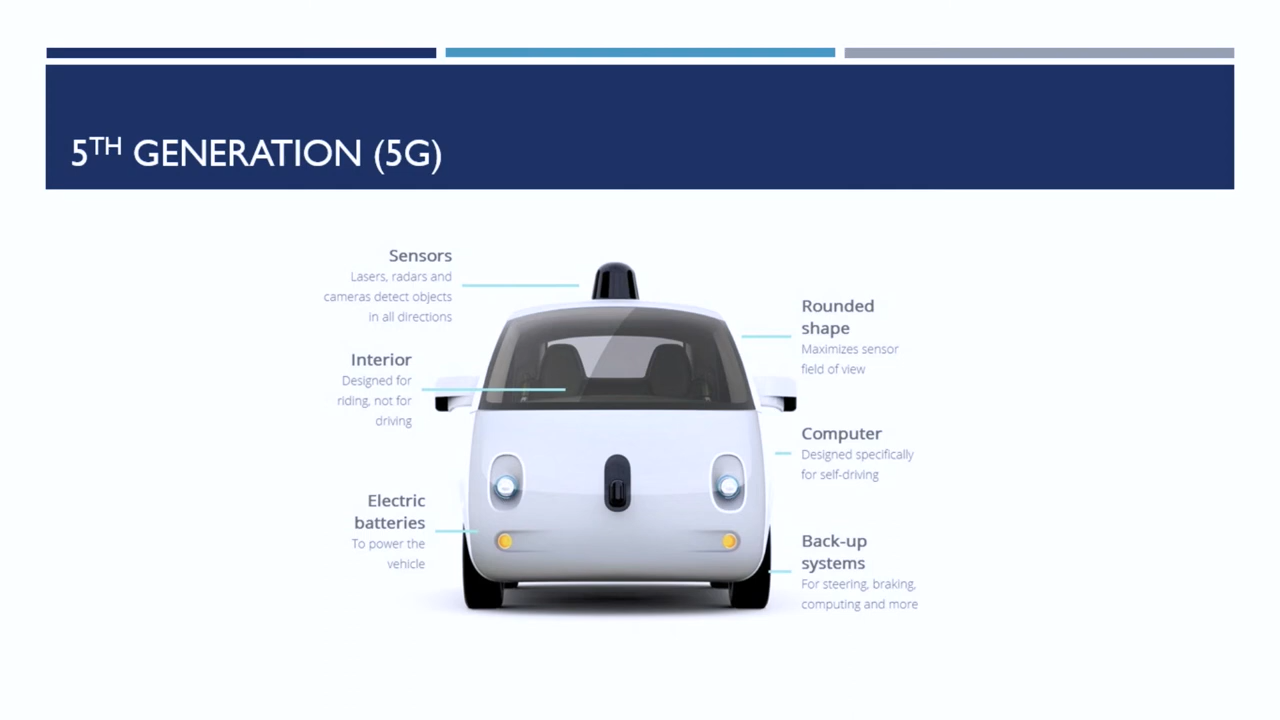 5TH GENERATION (5G)
Sensors
Lasers, radars and
cameras detect objects
in all directions
Interior
Designed for
riding, not for
driving
Electric
batteries
To power the
vehicle
Rounded
shape
Maximizes sensor
field of view
Computer
Designed specifically
for self-driving
Back-up
systems
For steering, braking,
computing and more